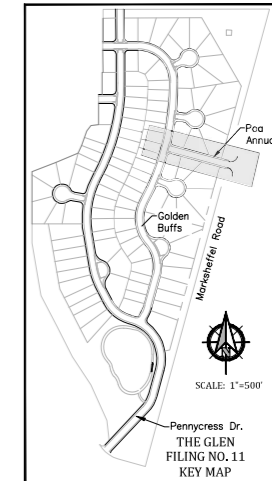 Poa
Annua
Golden
Buffs
Marksheffel Road
N
SCALE: 1"=500'
Pennycress Dr.
THE GLEN
FILING NO. 11
KEY MAP